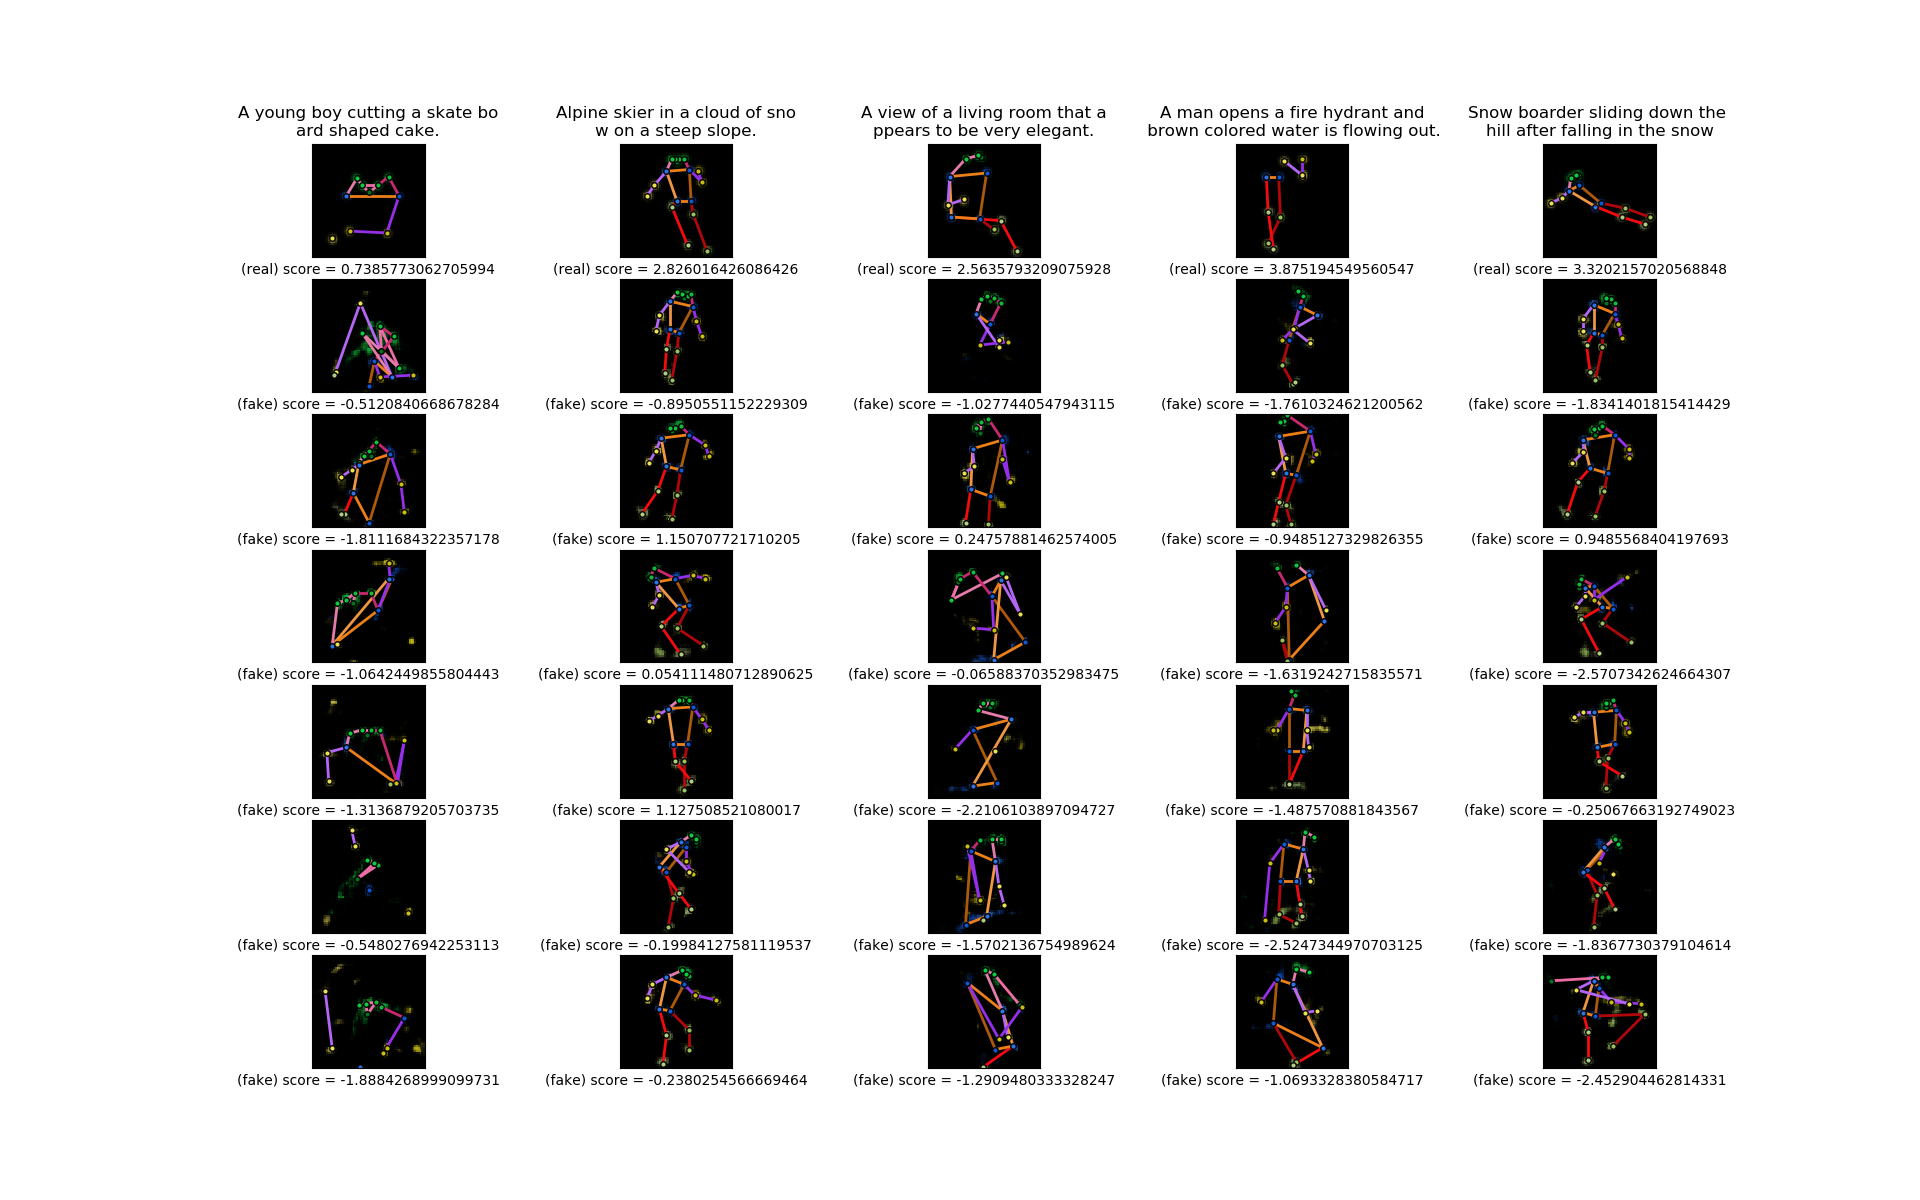 A young boy cutting a skate bo
ard shaped cake.
Alpine skier in a cloud of sno
w on a steep slope.
A view of a living room that a
ppears to be very elegant.
A man opens a fire hydrant and
brown colored water is flowing out.
Snow boarder sliding down the
hill after falling in the snow
(real) score = 0.7385773062705994
(real) score = 2.826016426086426
(real) score = 2.5635793209075928
(real) score = 3.875194549560547
(real) score = 3.3202157020568848
(fake) score = -0.5120840668678284
(fake) score = -0.8950551152229309
(fake) score = -1.0277440547943115
(fake) score = -1.7610324621200562
(fake) score = -1.8341401815414429
(fake) score = -1.8111684322357178
(fake) score = 1.150707721710205
(fake) score = 0.24757881462574005
(fake) score = -0.9485127329826355
(fake) score = 0.9485568404197693
(fake) score = -1.0642449855804443
(fake) score = 0.054111480712890625
(fake) score = -0.06588370352983475
(fake) score = -1.6319242715835571
(fake) score = -2.5707342624664307
(fake) score = -1.3136879205703735
(fake) score = 1.127508521080017
(fake) score = -2.2106103897094727
(fake) score = -1.487570881843567
(fake) score = -0.25067663192749023
(fake) score = -0.5480276942253113
(fake) score = -0.19984127581119537
(fake) score = -1.5702136754989624
(fake) score = -2.5247344970703125
(fake) score = -1.8367730379104614
(fake) score = -1.8884268999099731
(fake) score = -0.2380254566669464
(fake) score = -1.2909480333328247
(fake) score = -1.0693328380584717
(fake) score = -2.452904462814331